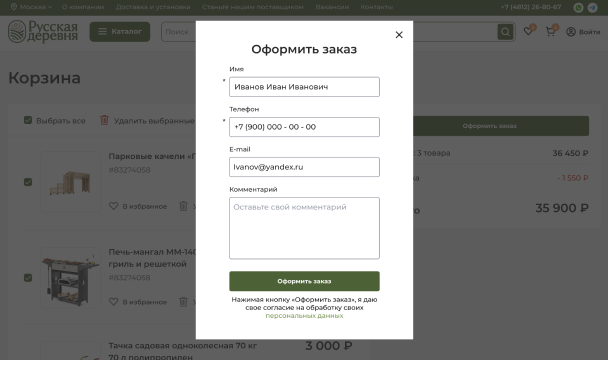 Москва
О компании
Доставка и установка
Станьте нашим поставщиком
Вакансии
Контакты
+7 (4812) 36-80-67
Русская
деревня
Каталог
Поиск
Войти
Корзина
Выбрать все
Удалить выбранные
Парковые качели «Г
#83274058
В избранное
Печь-мангал ММ-140
гриль и решеткой
#83274058
В избранное
Тачка садовая одноколесная 70 кг
70 л полипропилен
3 000 ₽
Оформить заказ
3 товара
36 450 ₽
- 1 550 ₽
35 900 ₽
Оформить заказ
Имя
* Иванов Иван Иванович
Телефон
* +7 (900) 000 - 00 - 00
E-mail
Ivanov@yandex.ru
Комментарий
Оставьте свой комментарий
Оформить заказ
Нажимая кнопку «Оформить заказ», я даю
свое согласие на обработку своих
персональных данных